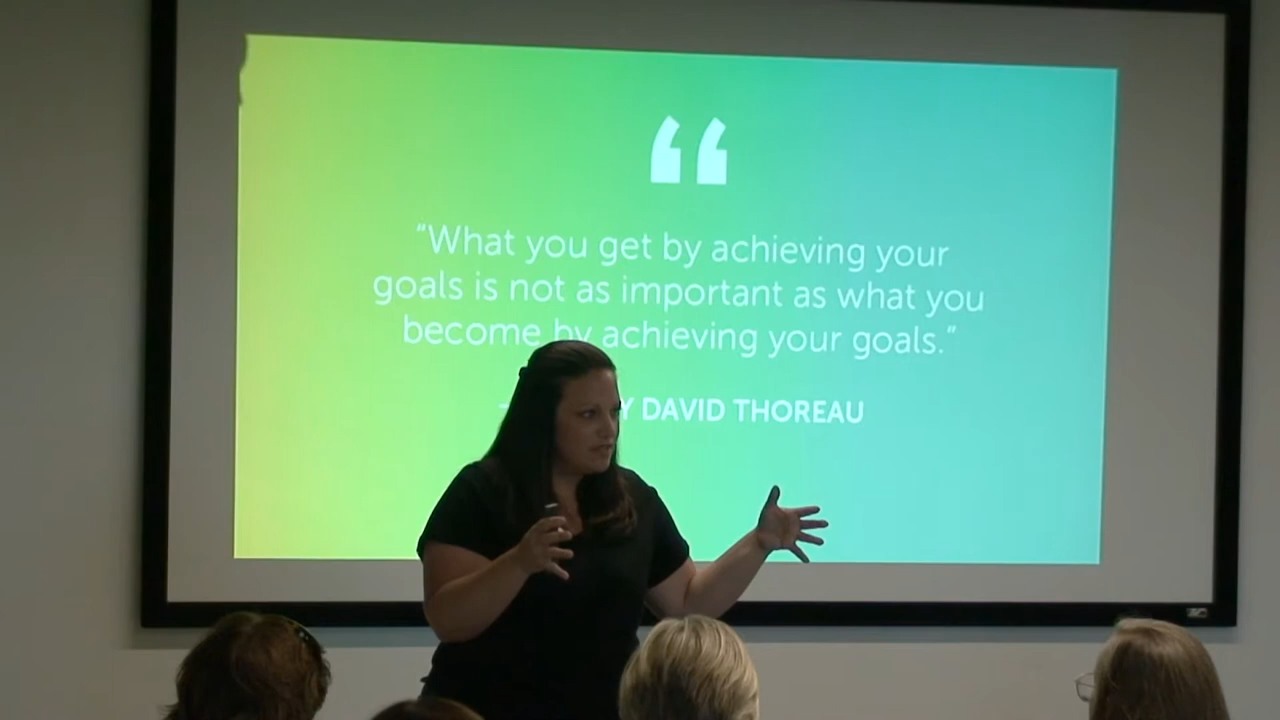 “
“What you get by achieving your
goals is not as important as what you
become by achieving your goals.”
DAVID THOREAU